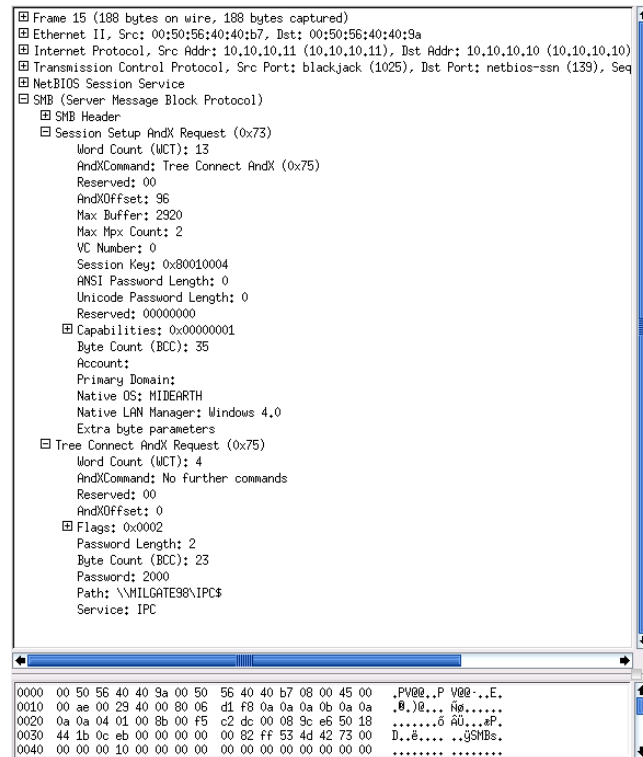 Frame 15 (188 bytes on wire, 188 bytes captured)
Ethernet II, Src: 00:50:56:40:40:b7, Dst: 00:50:56:40:40:9a
Internet Protocol, Src Addr: 10.10.10.11 (10.10.10.11), Dst Addr: 10.10.10.10 (10.10.10.10)
Transmission Control Protocol, Src Port: blackjack (1025), Dst Port: netbios-ssn (139), Seq
NetBIOS Session Service
SMB (Server Message Block Protocol)
SMB Header
Session Setup AndX Request (0x73)
Word Count (WCT): 13
AndXCommand: Tree Connect AndX (0x75)
Reserved: 00
AndXOffset: 96
Max Buffer: 2920
Max Mpx Count: 2
VC Number: 0
Session Key: 0x80010004
ANSI Password Length: 0
Unicode Password Length: 0
Reserved: 00000000
Capabilities: 0x00000001
Byte Count (BCC): 35
Account:
Primary Domain:
Native OS: MIDEARTH
Native LAN Manager: Windows 4.0
Extra byte parameters
Tree Connect AndX Request (0x75)
Word Count (WCT): 4
AndXCommand: No further commands
Reserved: 00
AndXOffset: 0
Flags: 0x0002
Password Length: 2
Byte Count (BCC): 23
Password: 2000
Path: \\MILGATE98\IPC$
Service: IPC
0000 00 50 56 40 40 9a 00 50 56 40 40 b7 08 00 45 00 .PV@@..P V@@·..E.
0010 00 ae 00 29 40 00 80 06 d1 f8 0a 0a 0a 0b 0a 0a .®.)@... Ñø......
0020 0a 0a 04 01 00 8b 00 f5 c2 dc 00 08 9c e6 50 18 .......õ ÂÜ...æP.
0030 44 1b 0c eb 00 00 00 00 00 82 ff 53 4d 42 73 00 D..ë.... ..ÿSMBs.
0040 00 00 00 10 00 00 00 00 00 00 00 00 00 00 00 00 ........ ........